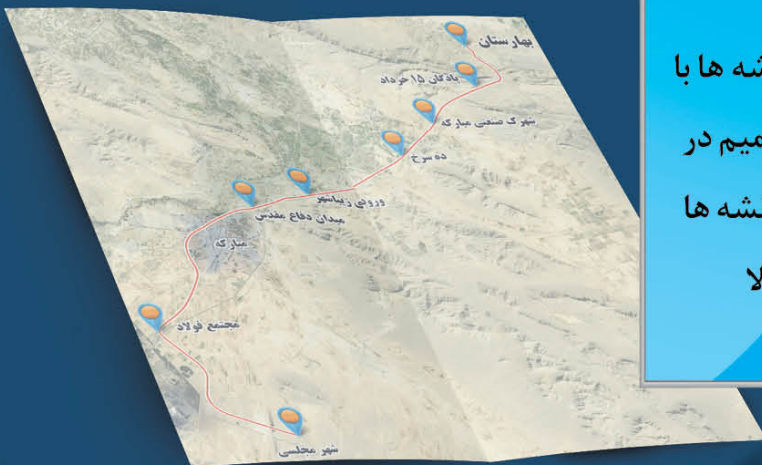 بهارستان
پادگان ۱۵ خرداد
شهرک صنعتی مبارکه
ده سرخ
ورودی زیباشهر
میدان دفاع مقدس
مبارکه
مجتمع فولاد
شهر مجلسی
شه ها با
میم در
شه ها
لا